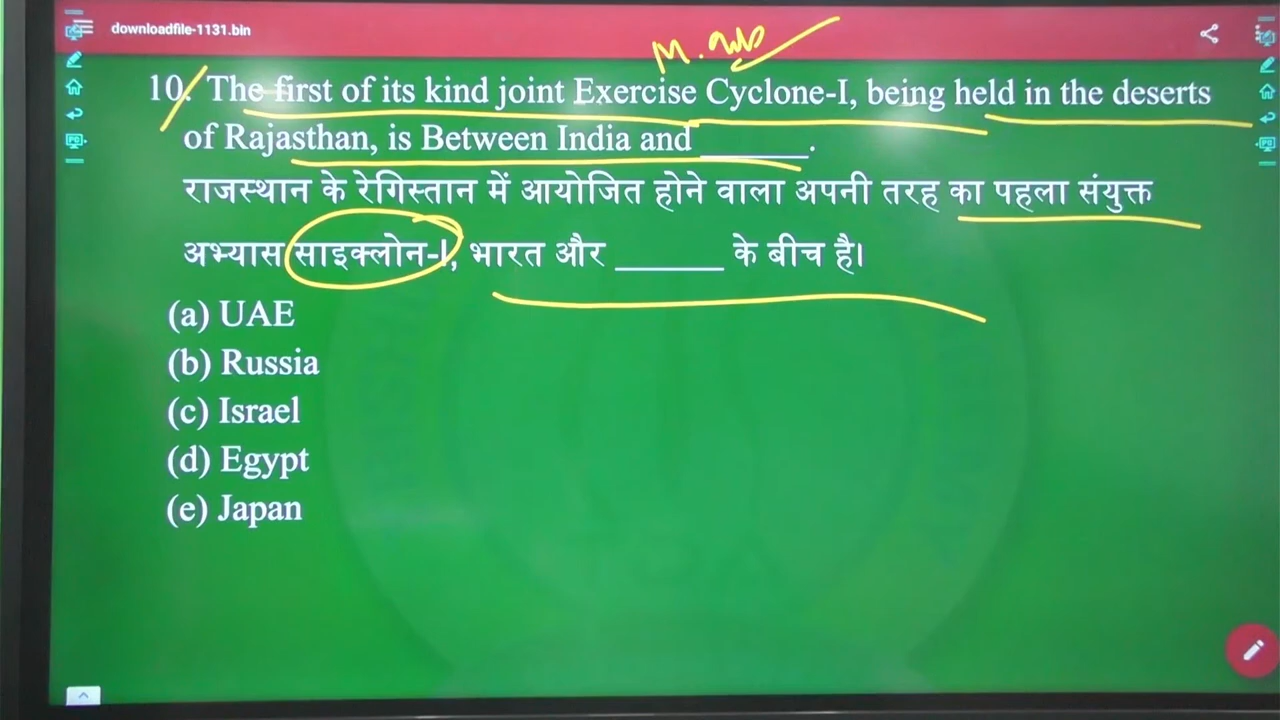 downloadfile-1131.bin
10. The first of its kind joint Exercise Cyclone-I, being held in the deserts
of Rajasthan, is Between India and ______.
राजस्थान के रेगिस्तान में आयोजित होने वाला अपनी तरह का पहला संयुक्त
अभ्यास साइक्लोन-I, भारत और ______ के बीच है।
(a) UAE
(b) Russia
(c) Israel
(d) Egypt
(e) Japan